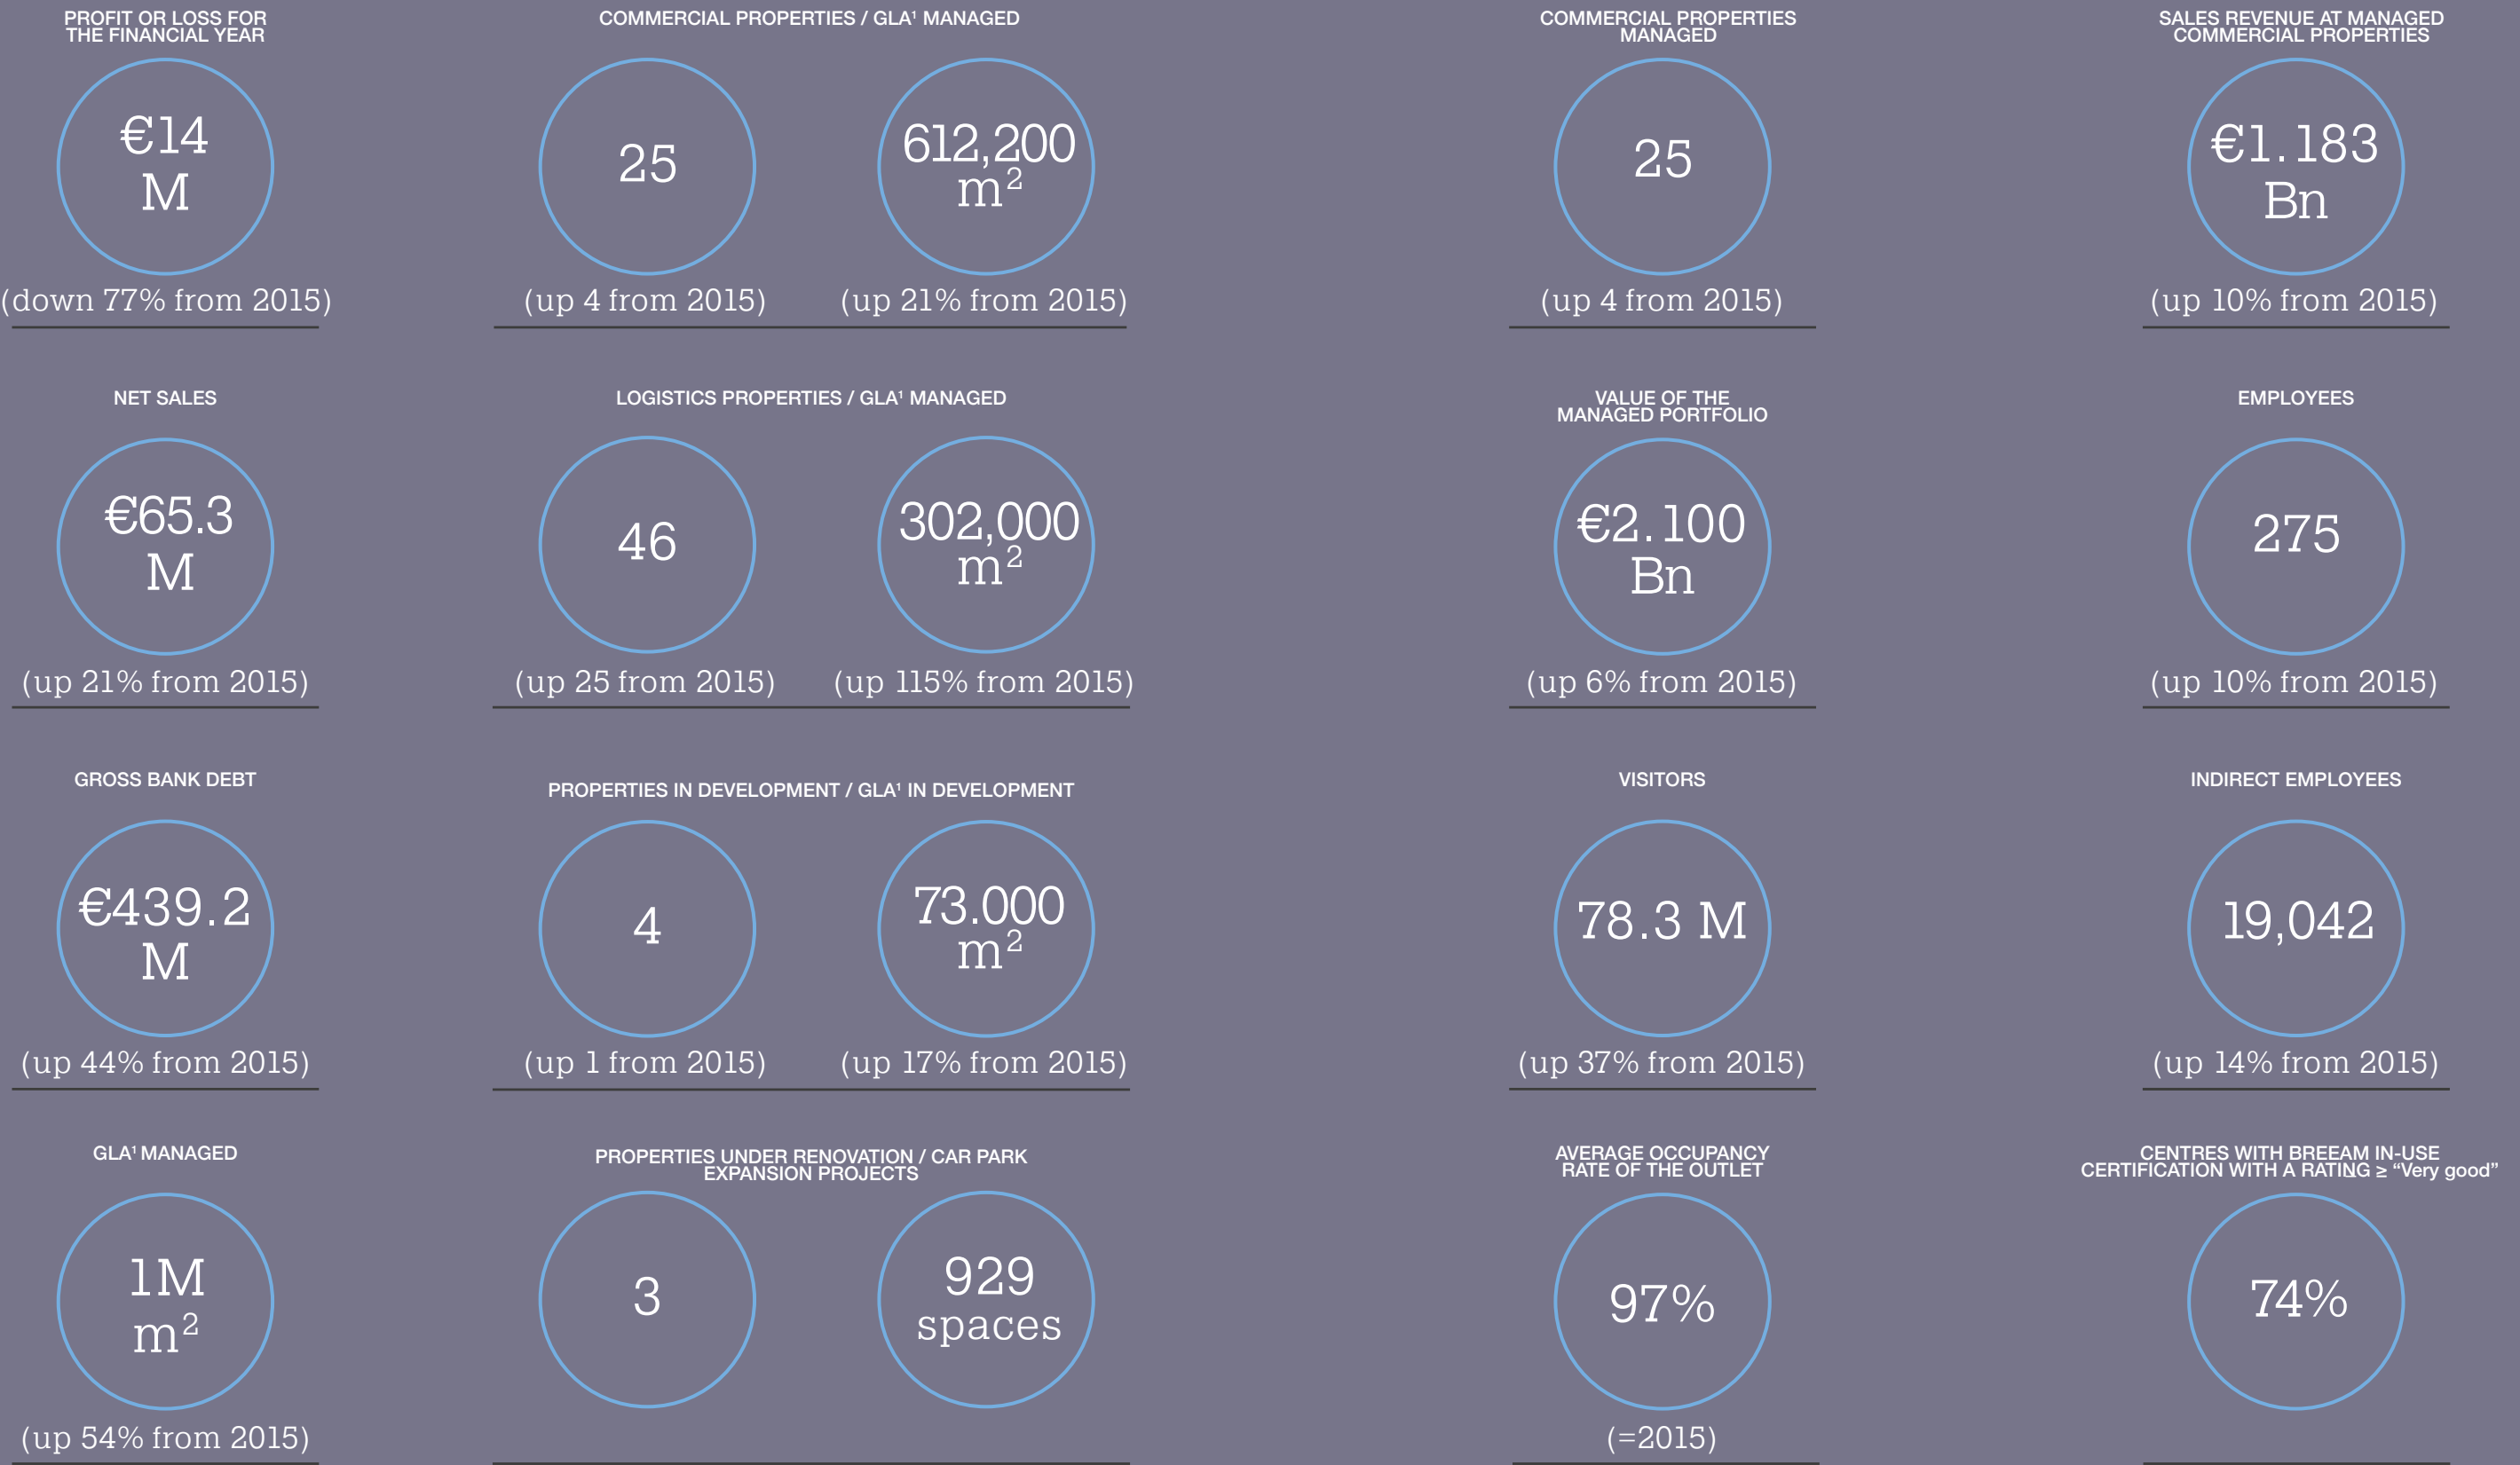 PROFIT OR LOSS FOR
THE FINANCIAL YEAR
€14
M
(down 77% from 2015)
COMMERCIAL PROPERTIES / GLA¹ MANAGED
25
(up 4 from 2015)
612,200
m²
(up 21% from 2015)
COMMERCIAL PROPERTIES
MANAGED
25
(up 4 from 2015)
SALES REVENUE AT MANAGED
COMMERCIAL PROPERTIES
€1.183
Bn
(up 10% from 2015)
NET SALES
€65.3
M
(up 21% from 2015)
LOGISTICS PROPERTIES / GLA¹ MANAGED
46
(up 25 from 2015)
302,000
m²
(up 115% from 2015)
VALUE OF THE
MANAGED PORTFOLIO
€2.100
Bn
(up 6% from 2015)
EMPLOYEES
275
(up 10% from 2015)
GROSS BANK DEBT
€439.2
M
(up 44% from 2015)
PROPERTIES IN DEVELOPMENT / GLA¹ IN DEVELOPMENT
4
(up 1 from 2015)
73.000
m²
(up 17% from 2015)
VISITORS
78.3 M
(up 37% from 2015)
INDIRECT EMPLOYEES
19,042
(up 14% from 2015)
GLA¹ MANAGED
1M
m²
(up 54% from 2015)
PROPERTIES UNDER RENOVATION / CAR PARK
EXPANSION PROJECTS
3
929
spaces
AVERAGE OCCUPANCY
RATE OF THE OUTLET
97%
(=2015)
CENTRES WITH BREEAM IN-USE
CERTIFICATION WITH A RATING ≥ “Very good”
74%